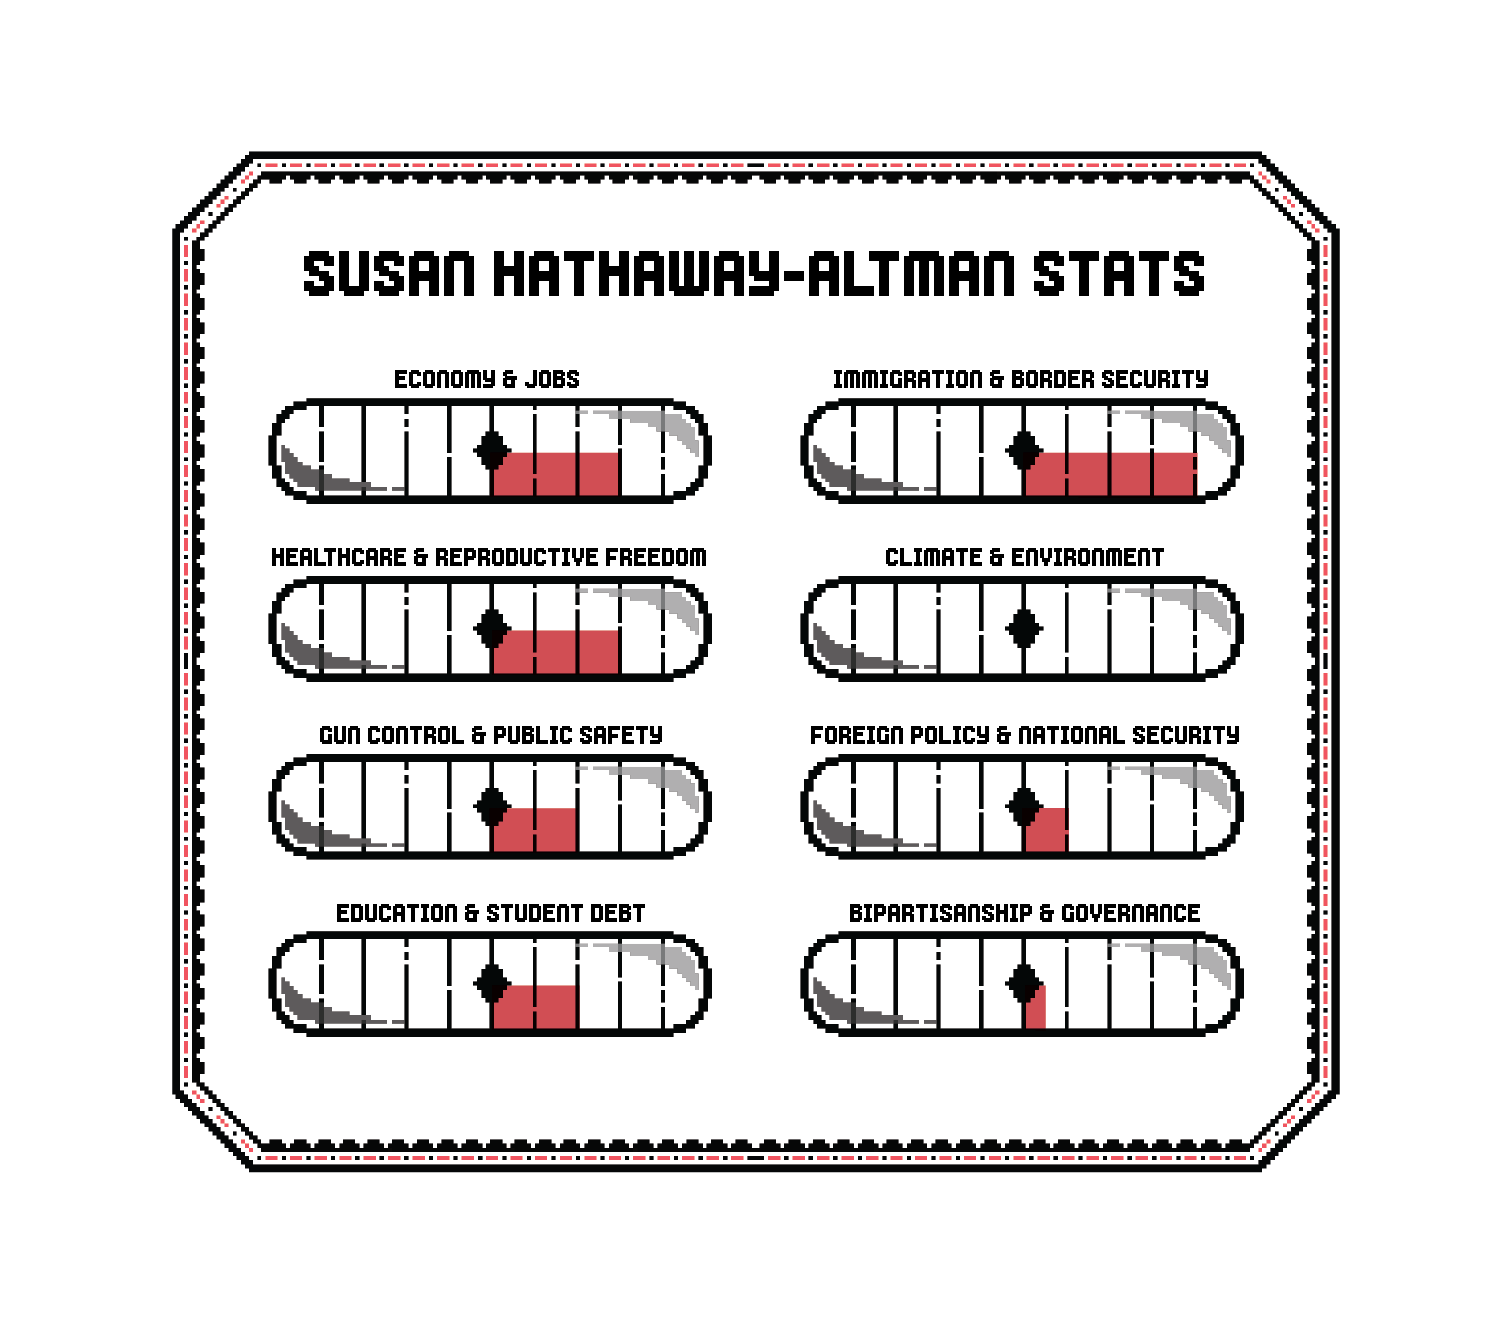 SUSAN HATHAWAY-ALTMAN STATS
ECONOMY & JOBS
IMMIGRATION & BORDER SECURITY
HEALTHCARE & REPRODUCTIVE FREEDOM
CLIMATE & ENVIRONMENT
GUN CONTROL & PUBLIC SAFETY
FOREIGN POLICY & NATIONAL SECURITY
EDUCATION & STUDENT DEBT
BIPARTISANSHIP & GOVERNANCE